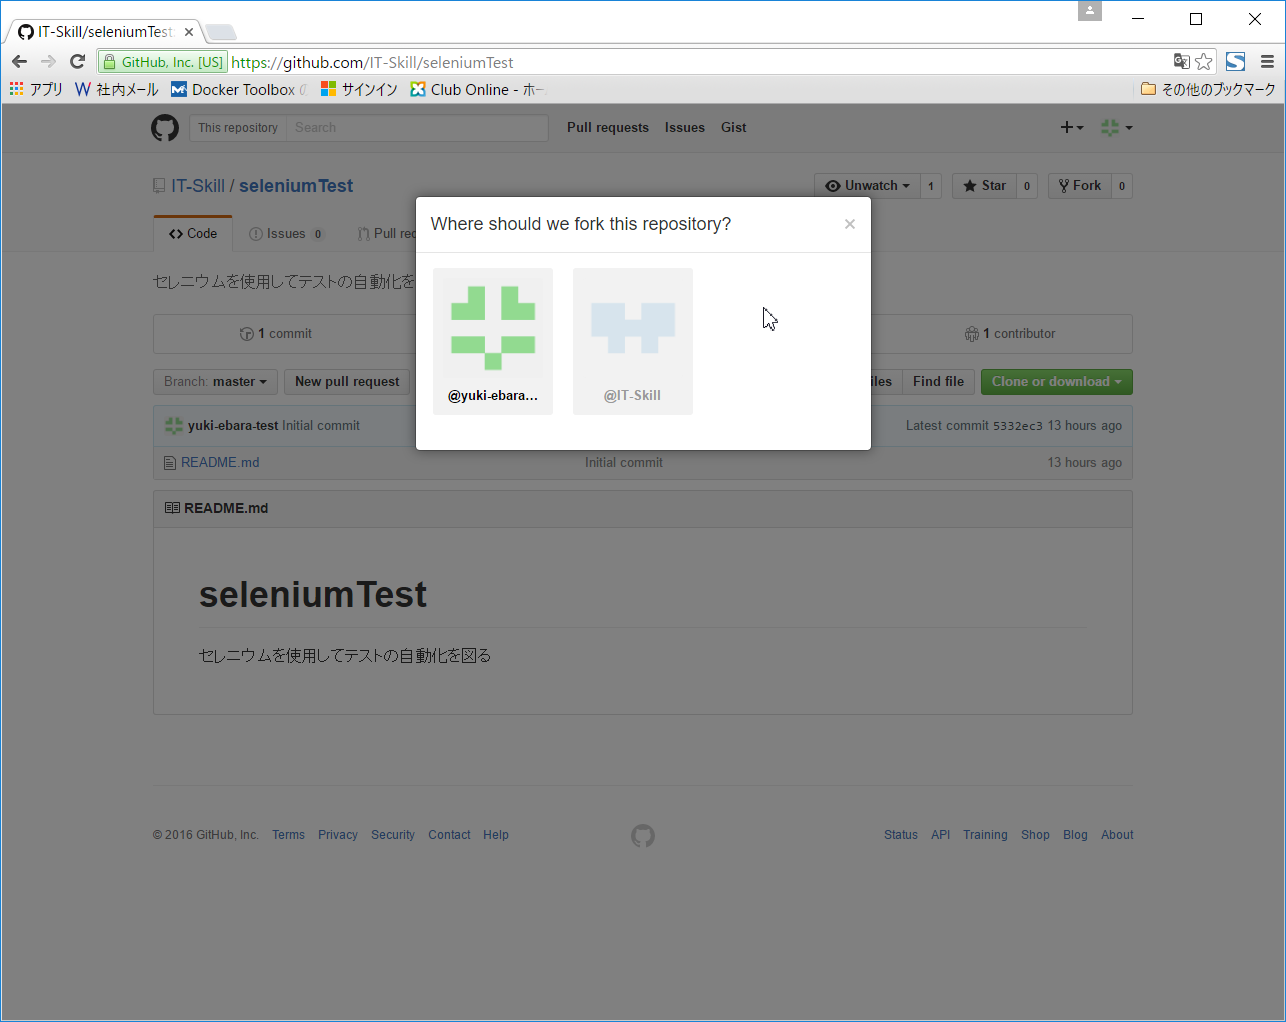 IT-Skill/seleniumTest
GitHub, Inc. [US] https://github.com/IT-Skill/seleniumTest
アプリ 社内メール Docker Toolbox サインイン Club Online - ホー その他のブックマーク
This repository Search Pull requests Issues Gist
IT-Skill / seleniumTest Unwatch 1 Star 0 Fork 0
Where should we fork this repository? ×
Code Issues 0 Pull rec
セレニウムを使用してテストの自動化を
1 commit 1 contributor
Branch: master New pull request iles Find file Clone or download
@yuki-ebara... @IT-Skill
yuki-ebara-test Initial commit Latest commit 5332ec3 13 hours ago
README.md Initial commit 13 hours ago
README.md
seleniumTest
セレニウムを使用してテストの自動化を図る
© 2016 GitHub, Inc. Terms Privacy Security Contact Help Status API Training Shop Blog About